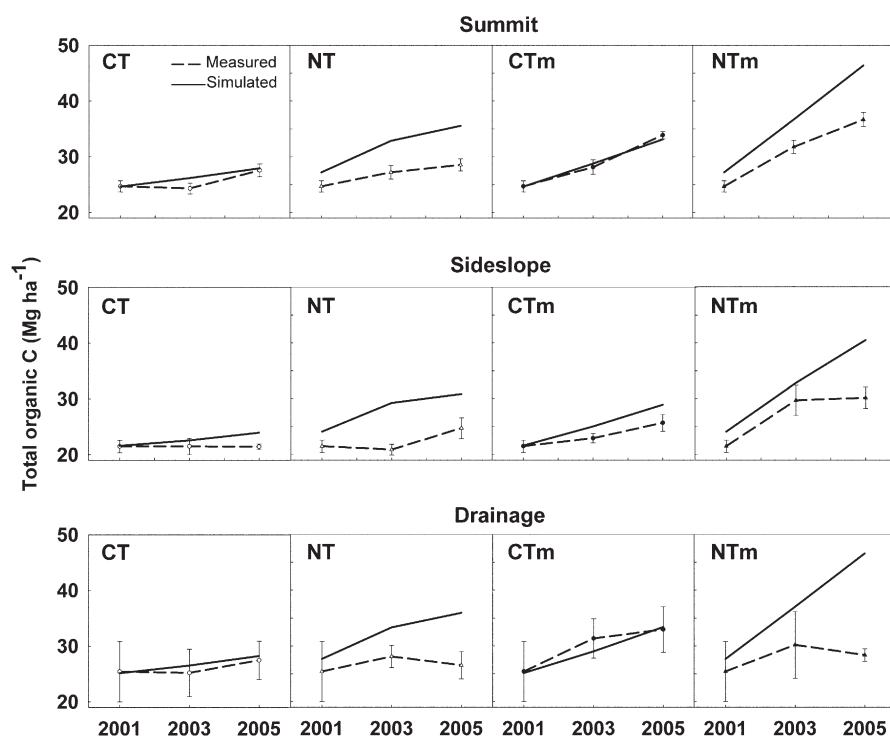 Summit
CT
Measured
Simulated
NT
CTm
NTm
50
40
30
20
Sideslope
CT
NT
CTm
NTm
50
40
30
20
Total organic C (Mg ha⁻¹)
Drainage
CT
NT
CTm
NTm
50
40
30
20
2001 2003 2005 2001 2003 2005 2001 2003 2005 2001 2003 2005